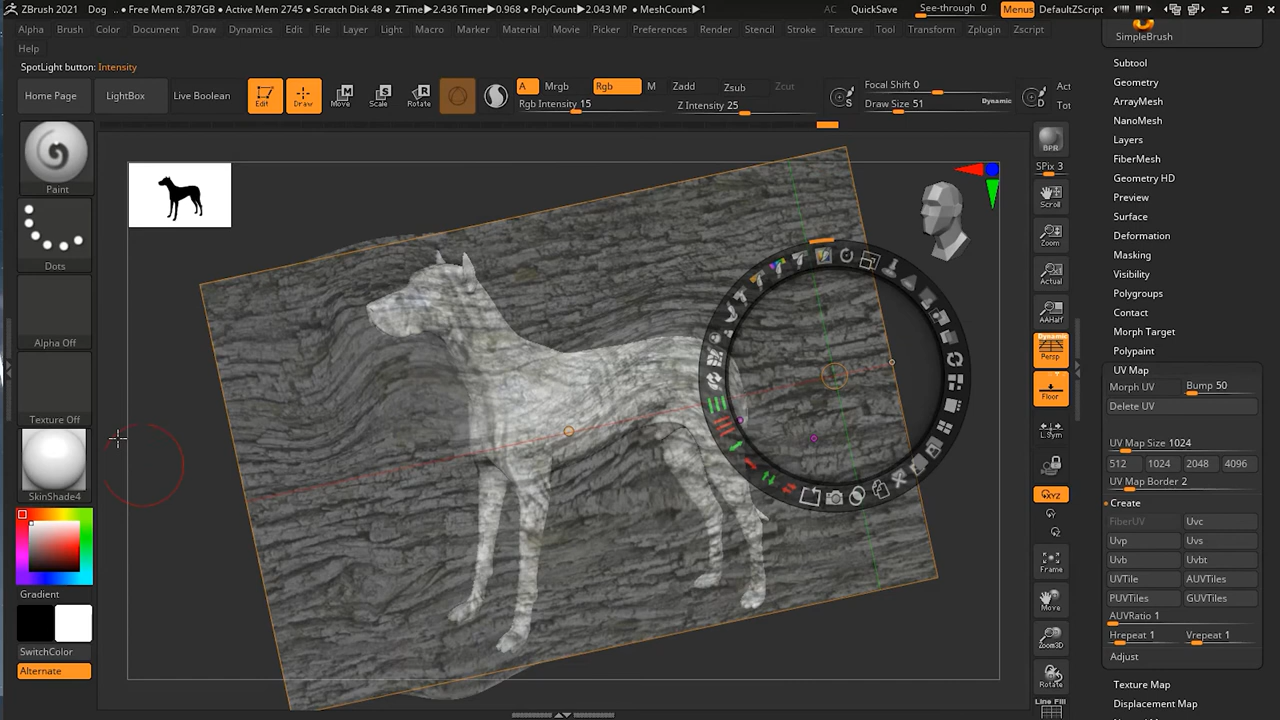 ZBrush 2021 Dog .. • Free Mem 8.787GB • Active Mem 2745 • Scratch Disk 48 • ZTime▶2.436 Timer▶0.968 • PolyCount▶2.043 MP • MeshCount▶1 AC QuickSave See-through 0 Menus DefaultZScript
Alpha Brush Color Document Draw Dynamics Edit File Layer Light Macro Marker Material Movie Picker Preferences Render Stencil Stroke Texture Tool Transform Zplugin Zscript
Help
SpotLight button: Intensity
Home Page LightBox Live Boolean Edit Draw Move Scale Rotate A Mrgb Rgb M Zadd Zsub Zcut Focal Shift 0 Act
Rgb Intensity 15 Z Intensity 25 Draw Size 51 Dynamic Tot
S D
Paint
Dots
Alpha Off
Texture Off
SkinShade4
Gradient
SwitchColor
Alternate
BPR
SPix 3
Scroll
Zoom
Actual
AAHalf
Dynamic
Persp
Floor
L.Sym
XYZ
Y
Z
Frame
Move
Zoom3D
Rotate
Line Fill
SimpleBrush
Subtool
Geometry
ArrayMesh
NanoMesh
Layers
FiberMesh
Geometry HD
Preview
Surface
Deformation
Masking
Visibility
Polygroups
Contact
Morph Target
Polypaint
UV Map
Morph UV Bump 50
Delete UV
UV Map Size 1024
512 1024 2048 4096
UV Map Border 2
Create
FiberUV Uvc
Uvp Uvs
Uvb Uvbt
UVTile AUVTiles
PUVTiles GUVTiles
AUVRatio 1
Hrepeat 1 Vrepeat 1
Adjust
Texture Map
Displacement Map